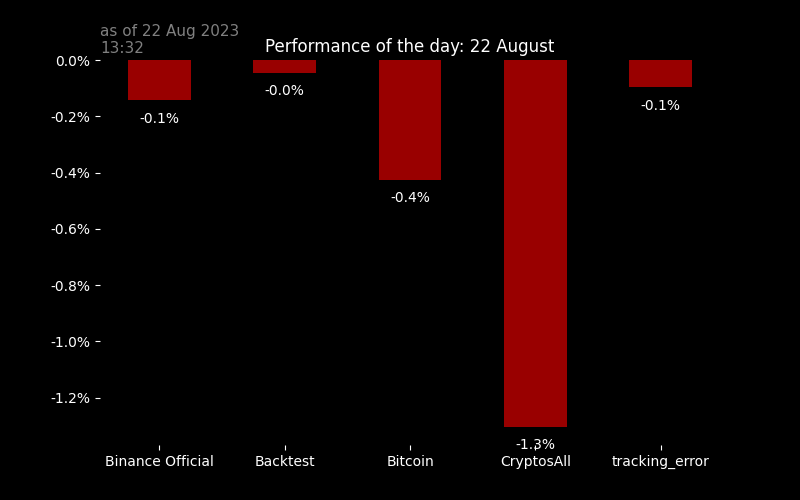 as of 22 Aug 2023
13:32
Performance of the day: 22 August
0.0%
-0.2%
-0.4%
-0.6%
-0.8%
-1.0%
-1.2%
-0.1%
-0.0%
-0.4%
-1.3%
-0.1%
Binance Official
Backtest
Bitcoin
CryptosAll
tracking_error